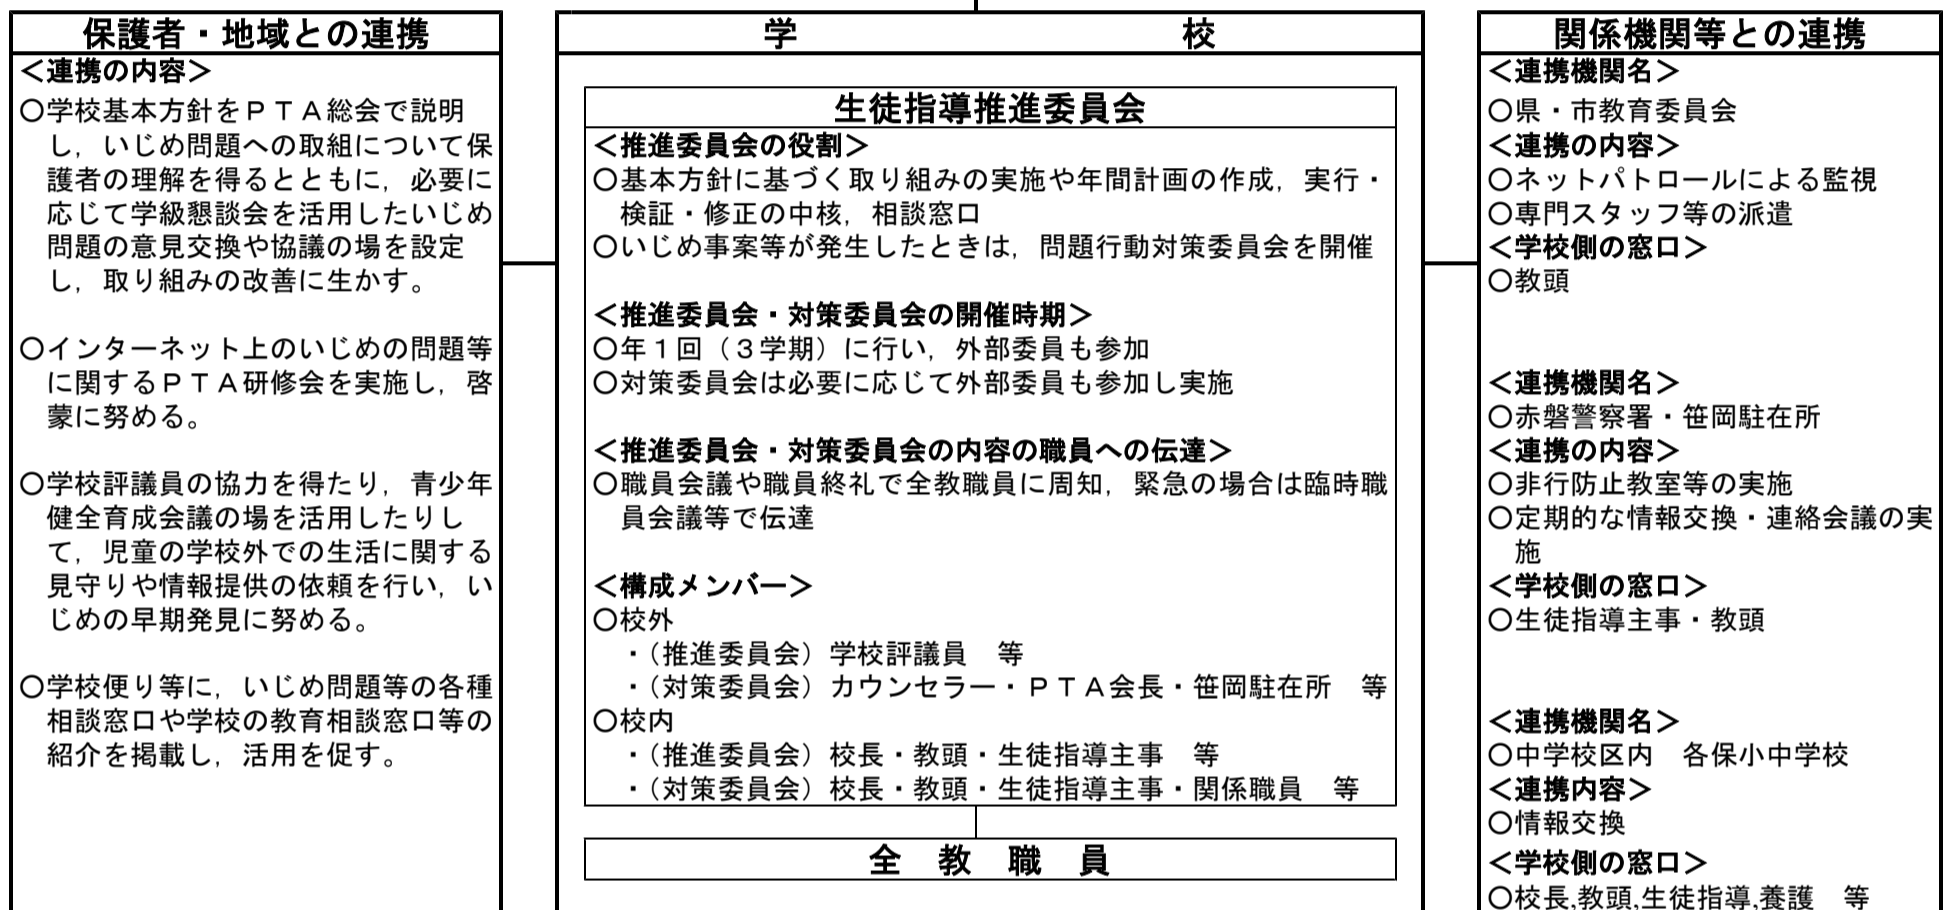 保護者・地域との連携
＜連携の内容＞
○学校基本方針をＰＴＡ総会で説明
し，いじめ問題への取組について保
護者の理解を得るとともに，必要に
応じて学級懇談会を活用したいじめ
問題の意見交換や協議の場を設定
し，取り組みの改善に生かす。
○インターネット上のいじめの問題等
に関するＰＴＡ研修会を実施し，啓
蒙に努める。
○学校評議員の協力を得たり，青少年
健全育成会議の場を活用したりし
て，児童の学校外での生活に関する
見守りや情報提供の依頼を行い，い
じめの早期発見に努める。
○学校便り等に，いじめ問題等の各種
相談窓口や学校の教育相談窓口等の
紹介を掲載し，活用を促す。
学　校
生徒指導推進委員会
＜推進委員会の役割＞
○基本方針に基づく取り組みの実施や年間計画の作成，実行・
検証・修正の中核，相談窓口
○いじめ事案等が発生したときは，問題行動対策委員会を開催
＜推進委員会・対策委員会の開催時期＞
○年１回（３学期）に行い，外部委員も参加
○対策委員会は必要に応じて外部委員も参加し実施
＜推進委員会・対策委員会の内容の職員への伝達＞
○職員会議や職員終礼で全教職員に周知，緊急の場合は臨時職
員会議等で伝達
＜構成メンバー＞
○校外
・（推進委員会）学校評議員　等
・（対策委員会）カウンセラー・ＰＴＡ会長・笹岡駐在所　等
○校内
・（推進委員会）校長・教頭・生徒指導主事　等
・（対策委員会）校長・教頭・生徒指導主事・関係職員　等
全　教　職　員
関係機関等との連携
＜連携機関名＞
○県・市教育委員会
＜連携の内容＞
○ネットパトロールによる監視
○専門スタッフ等の派遣
＜学校側の窓口＞
○教頭
＜連携機関名＞
○赤磐警察署・笹岡駐在所
＜連携の内容＞
○非行防止教室等の実施
○定期的な情報交換・連絡会議の実
施
＜学校側の窓口＞
○生徒指導主事・教頭
＜連携機関名＞
○中学校区内　各保小中学校
＜連携内容＞
○情報交換
＜学校側の窓口＞
○校長,教頭,生徒指導,養護　等